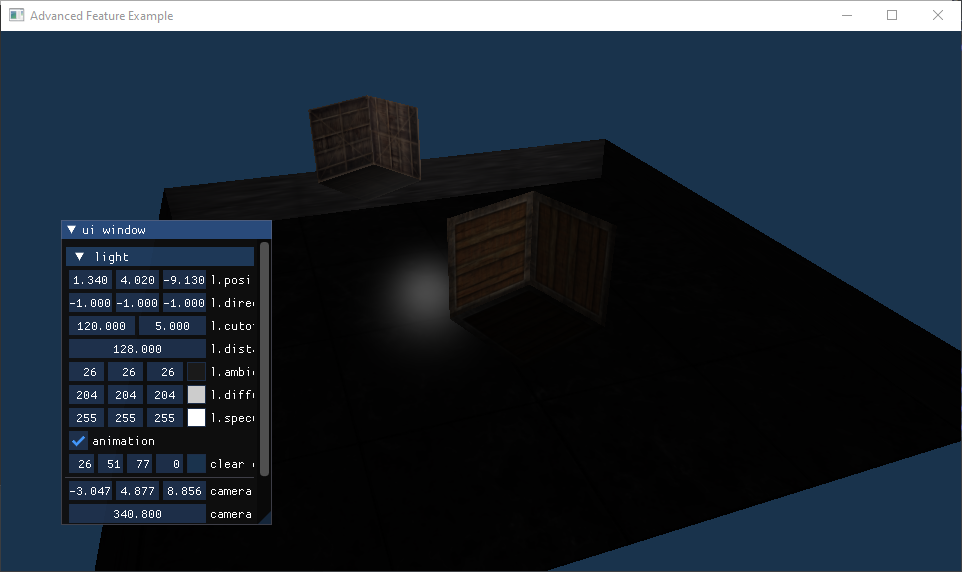 Advanced Feature Example
ui window
light
1.340 4.020 -9.130 l.posi
-1.000 -1.000 -1.000 l.dire
120.000 5.000 l.cuto
128.000 l.dist
26 26 26 l.ambi
204 204 204 l.diff
255 255 255 l.spec
animation
26 51 77 0 clear
-3.047 4.877 8.856 camera
340.800 camera